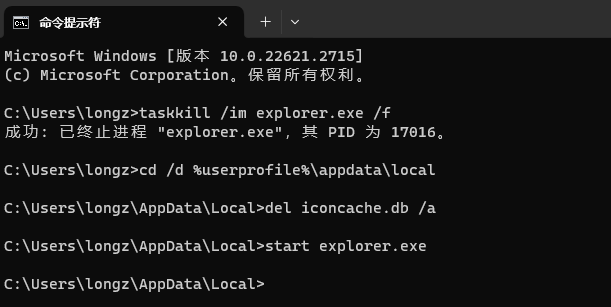 命令提示符
Microsoft Windows [版本 10.0.22621.2715]
(c) Microsoft Corporation。保留所有权利。
C:\Users\longz>taskkill /im explorer.exe /f
成功: 已终止进程 "explorer.exe"，其 PID 为 17016。
C:\Users\longz>cd /d %userprofile%\appdata\local
C:\Users\longz\AppData\Local>del iconcache.db /a
C:\Users\longz\AppData\Local>start explorer.exe
C:\Users\longz\AppData\Local>